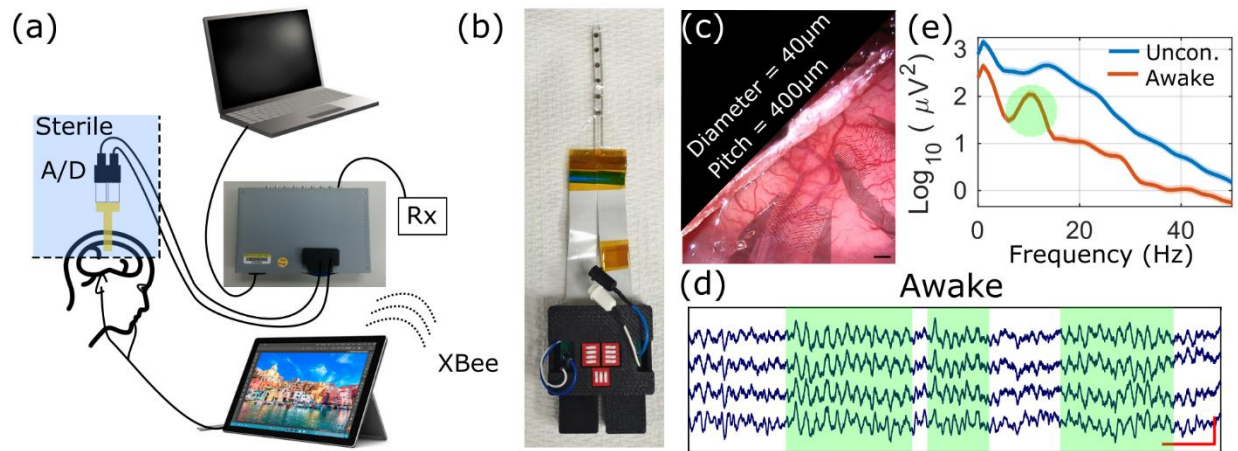 (a)
Sterile
A/D
Rx
XBee
(b)
(c)
Diameter = 40μm
Pitch = 400μm
(e)
Log10 ( μV²)
3
2
1
0
Uncon.
Awake
0
20
40
Frequency (Hz)
(d)
Awake